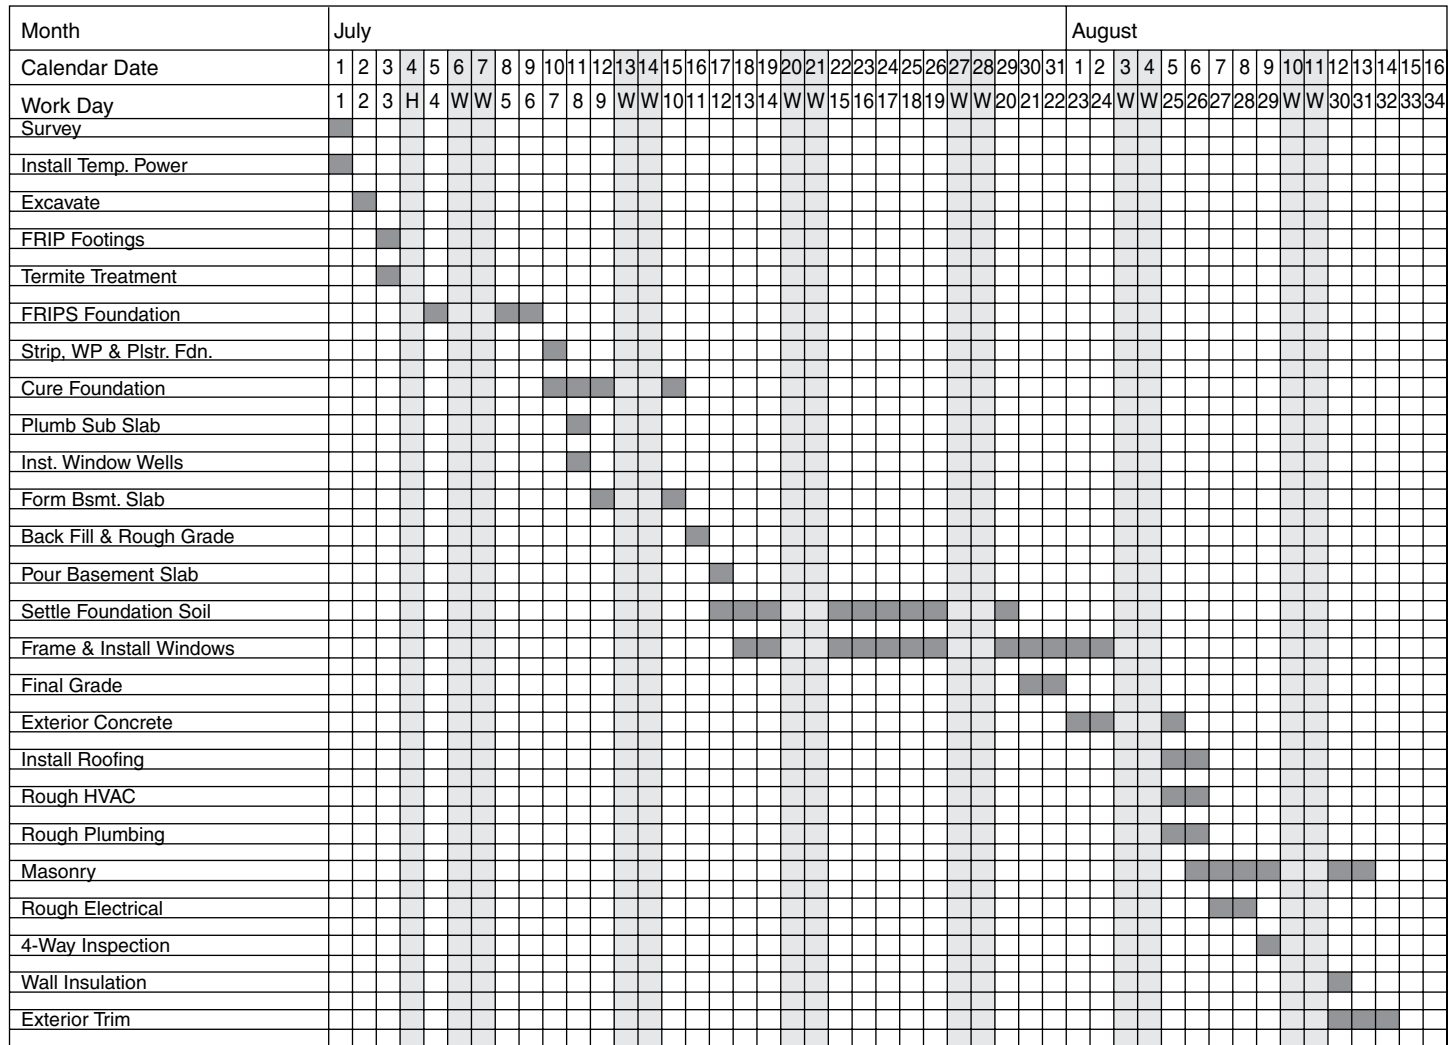 Month July August
Calendar Date 1 2 3 4 5 6 7 8 9 10 11 12 13 14 15 16 17 18 19 20 21 22 23 24 25 26 27 28 29 30 31 1 2 3 4 5 6 7 8 9 10 11 12 13 14 15 16
Work Day 1 2 3 H 4 W W 5 6 7 8 9 W W 10 11 12 13 14 W W 15 16 17 18 19 W W 20 21 22 23 24 W W 25 26 27 28 29 W W 30 31 32 33 34
Survey
Install Temp. Power
Excavate
FRIP Footings
Termite Treatment
FRIPS Foundation
Strip, WP & Plstr. Fdn.
Cure Foundation
Plumb Sub Slab
Inst. Window Wells
Form Bsmt. Slab
Back Fill & Rough Grade
Pour Basement Slab
Settle Foundation Soil
Frame & Install Windows
Final Grade
Exterior Concrete
Install Roofing
Rough HVAC
Rough Plumbing
Masonry
Rough Electrical
4-Way Inspection
Wall Insulation
Exterior Trim